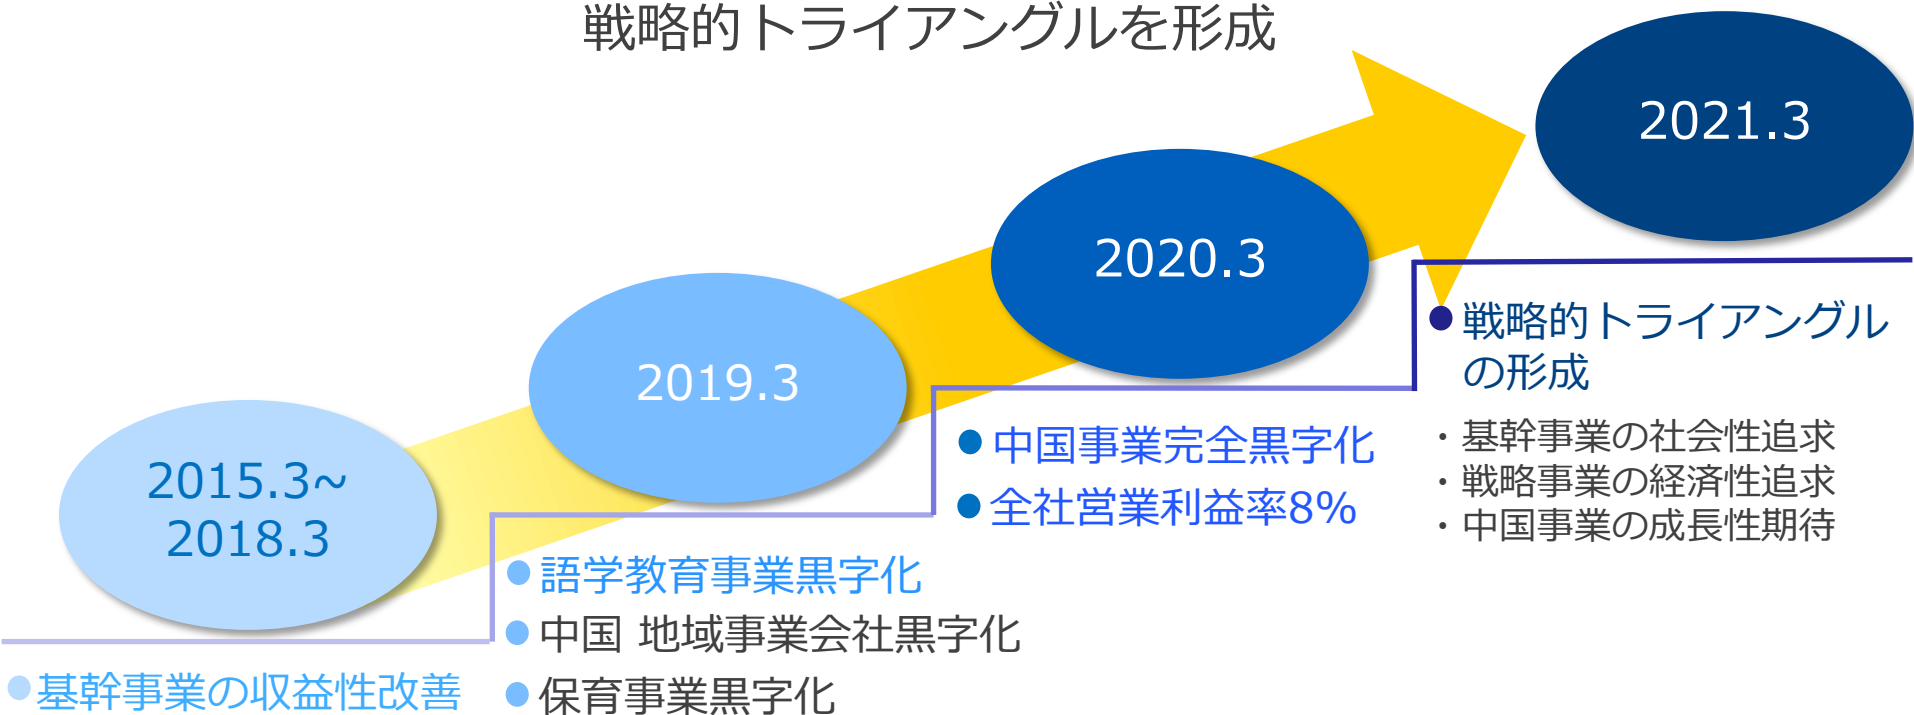 戦略的トライアングルを形成
2015.3~
2018.3
● 基幹事業の収益性改善
2019.3
● 語学教育事業黒字化
● 中国 地域事業会社黒字化
● 保育事業黒字化
2020.3
● 中国事業完全黒字化
● 全社営業利益率8%
2021.3
● 戦略的トライアングル
の形成
・基幹事業の社会性追求
・戦略事業の経済性追求
・中国事業の成長性期待